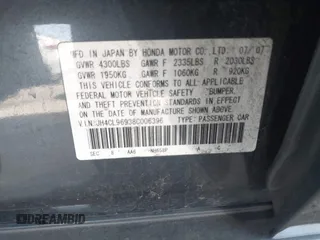 MFD. IN JAPAN BY HONDA MOTOR CO., LTD. 07/07
GVWR 4300LBS GAWR F 2335LBS R 2030LBS
GVWR 1950KG GAWR F 1060KG R 920KG
THIS VEHICLE CONFORMS TO ALL APPLICABLE
FEDERAL MOTOR VEHICLE SAFETY, BUMPER,
AND THEFT PREVENTION STANDARDS IN EFFECT
ON THE DATE OF MANUFACTURE SHOWN ABOVE.
V.I.N.: JH4CL96938C006396 TYPE: PASSENGER CAR